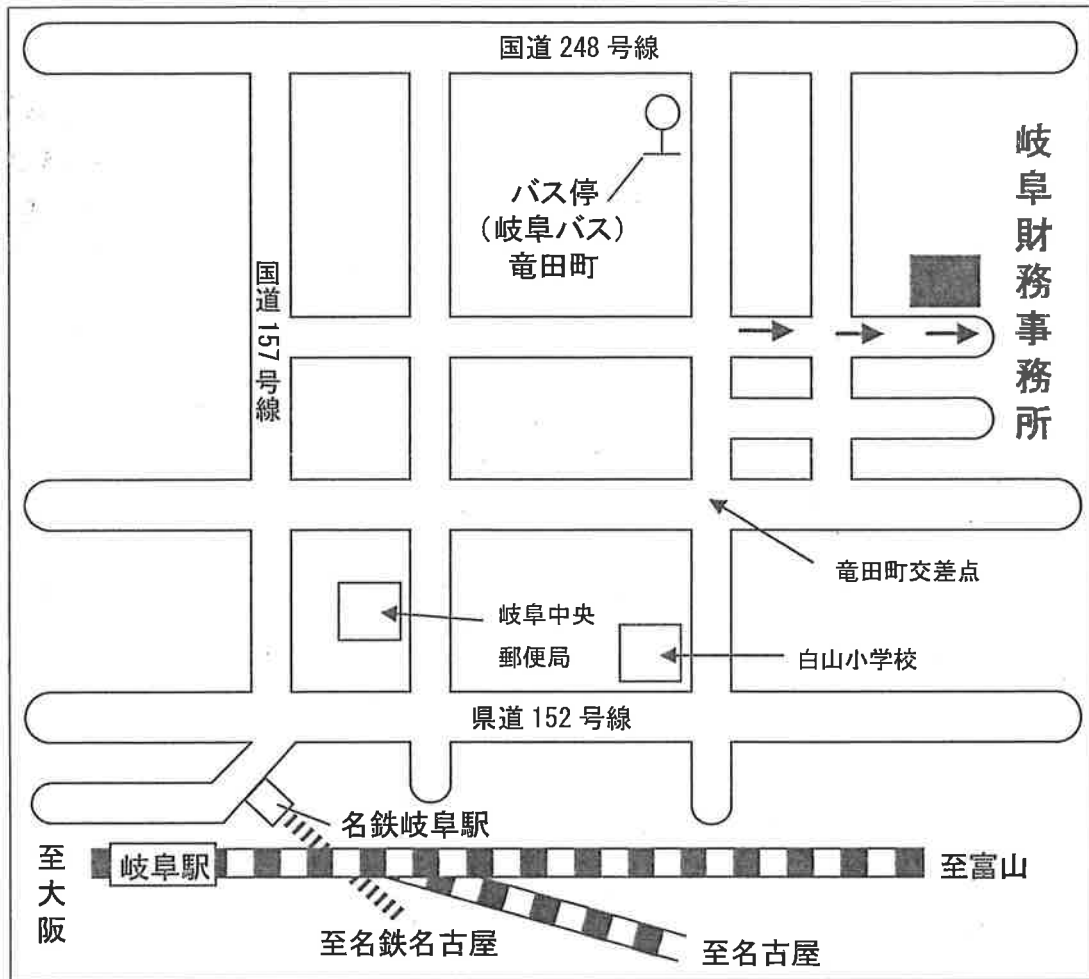 国道 248 号線
岐阜財務事務所
バス停
(岐阜バス)
竜田町
国道 157 号線
竜田町交差点
岐阜中央
郵便局
白山小学校
県道 152 号線
名鉄岐阜駅
至大阪
岐阜駅
至富山
至名鉄名古屋
至名古屋